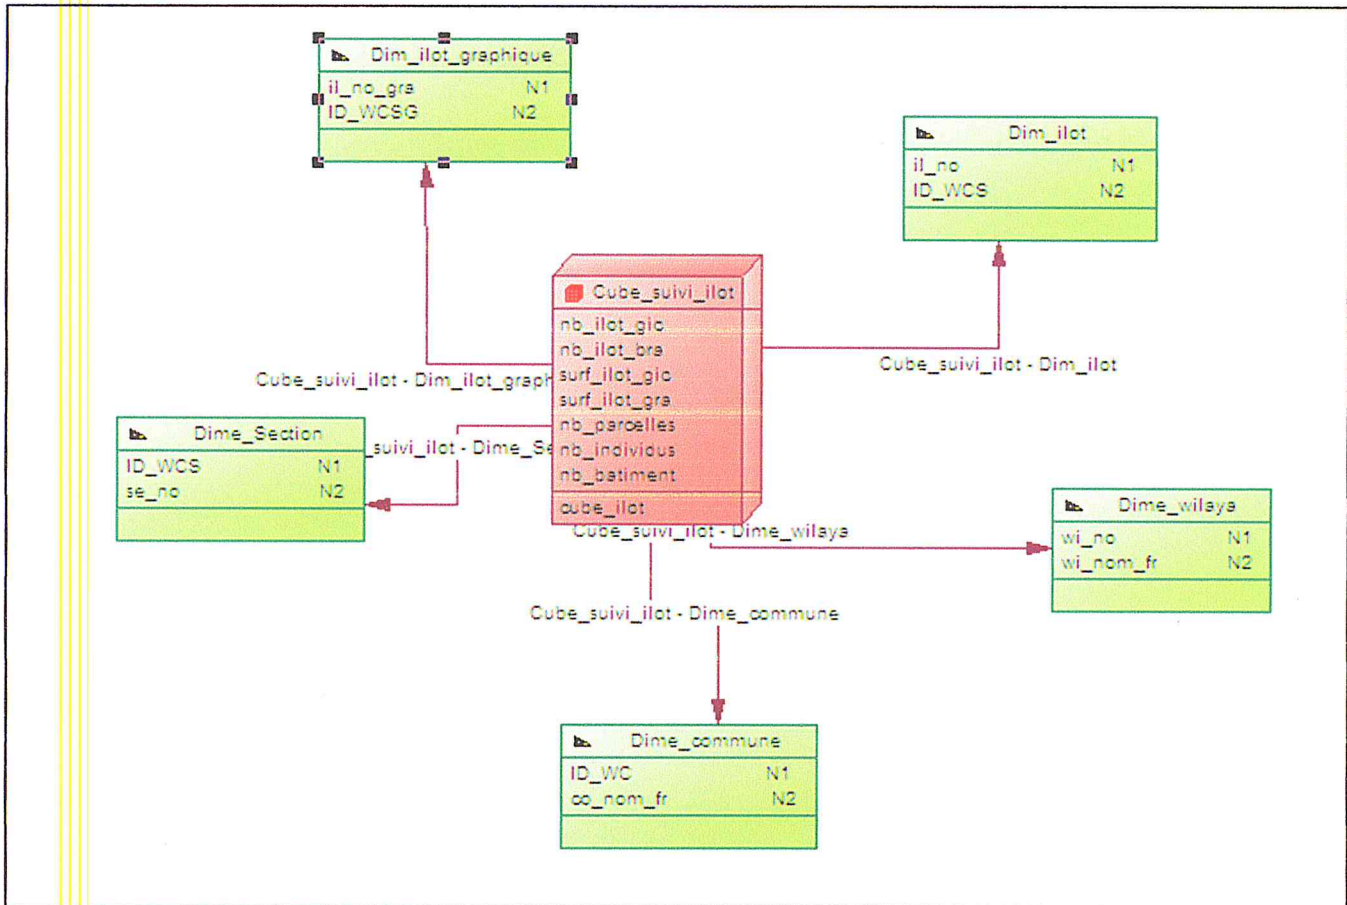 Dim_ilot_graphique
il_no_gra N1
ID_WCSG N2
Dim_ilot
il_no N1
ID_WCS N2
Cube_suivi_ilot
nb_ilot_gic
nb_ilot_bra
surf_ilot_gic
surf_ilot_gra
nb_parcelles
nb_individus
nb_batiment
cube_ilot
Cube_suivi_ilot - Dim_ilot
Cube_suivi_ilot - Dim_ilot_graph
Dime_Section
ID_WCS N1
se_no N2
_suivi_ilot - Dime_Se
Dime_wilaya
wi_no N1
wi_nom_fr N2
Cube_suivi_ilot - Dime_wilaya
Cube_suivi_ilot - Dime_commune
Dime_commune
ID_WC N1
co_nom_fr N2